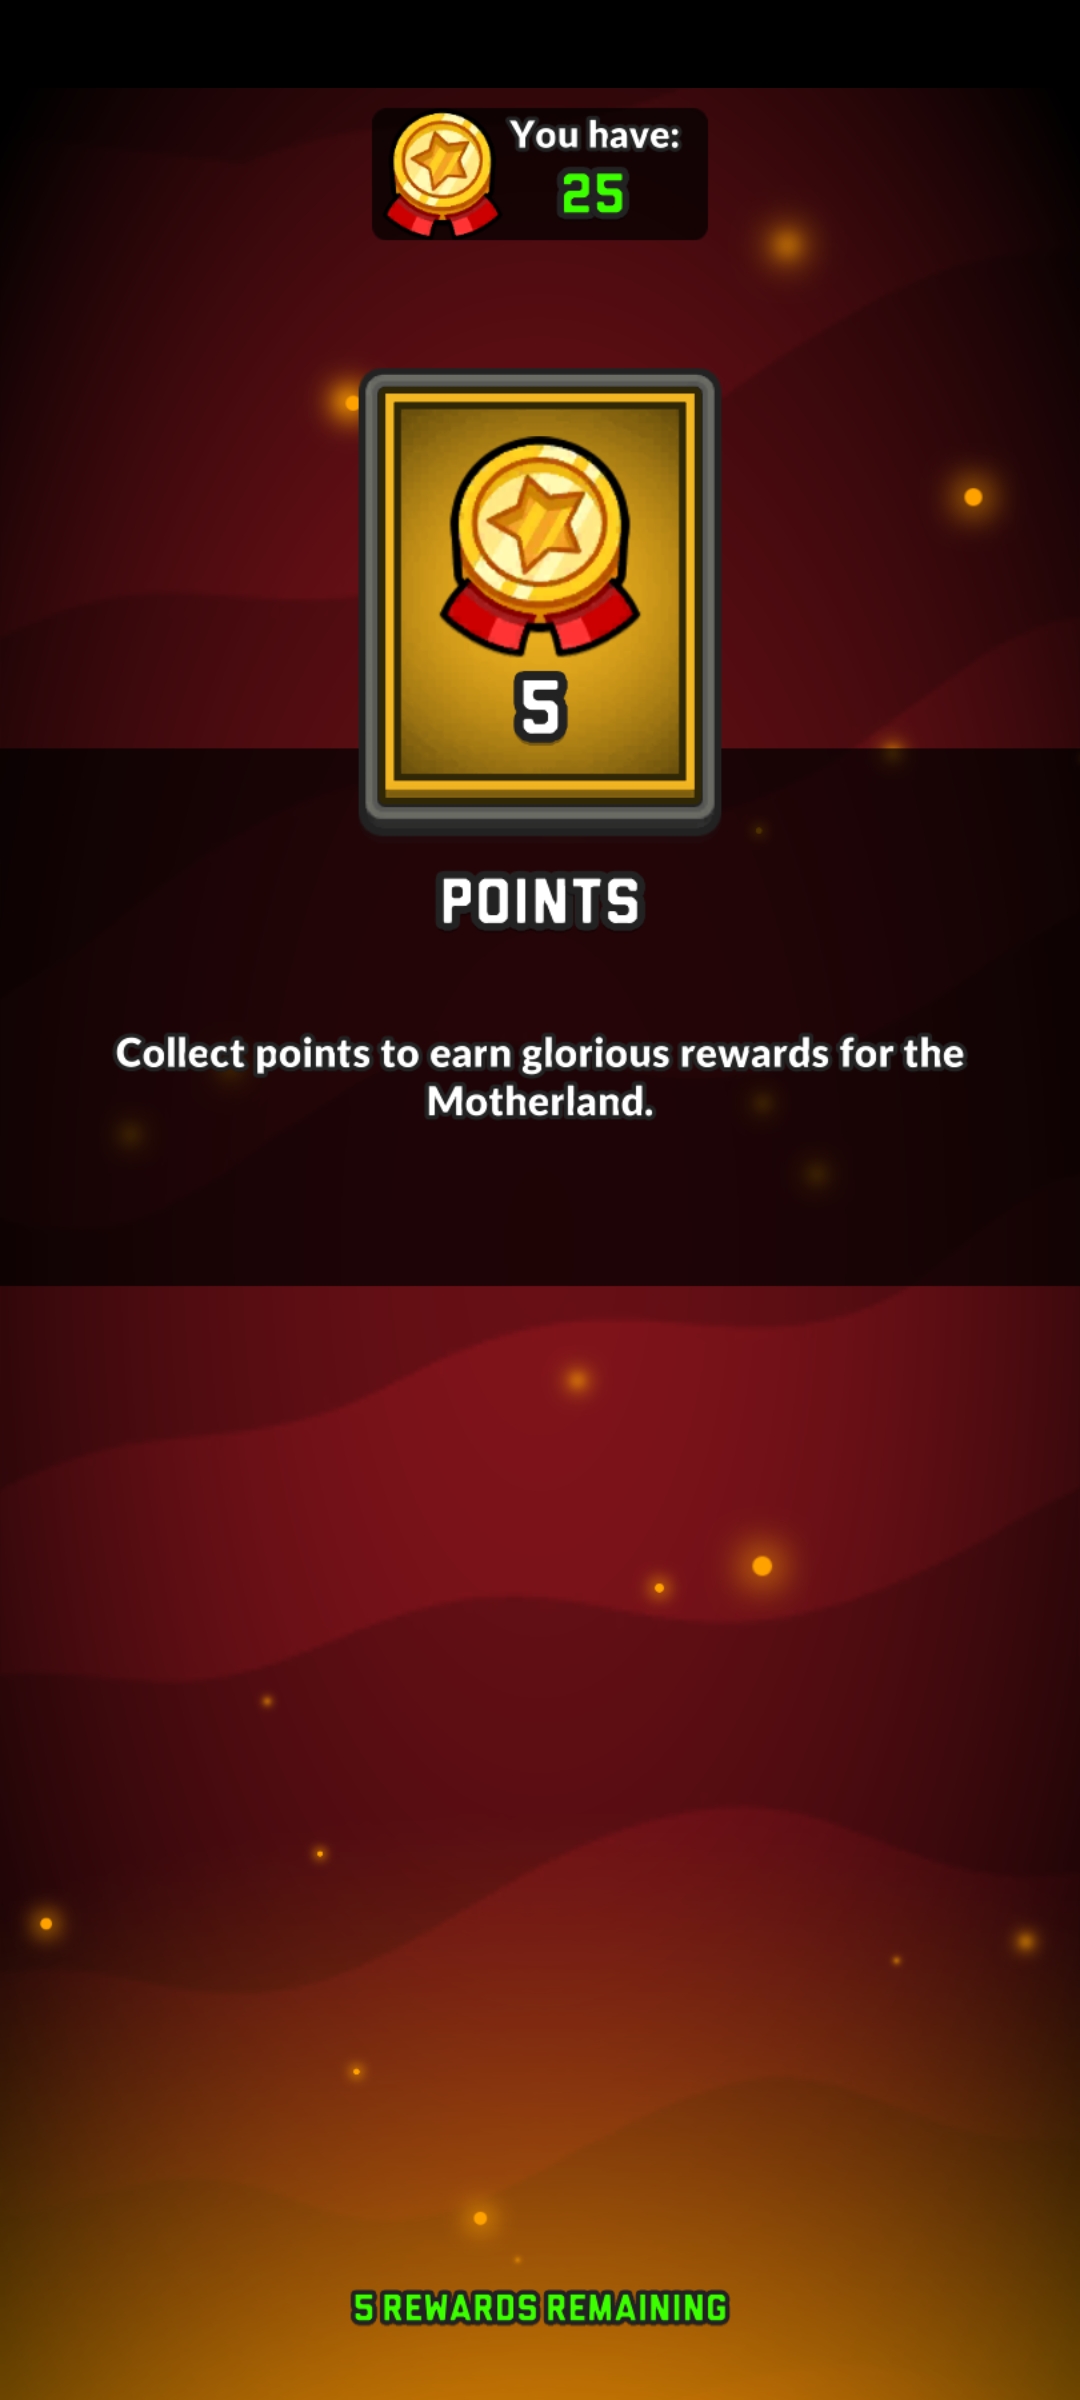 You have:
25
5
POINTS
Collect points to earn glorious rewards for the
Motherland.
5 REWARDS REMAINING